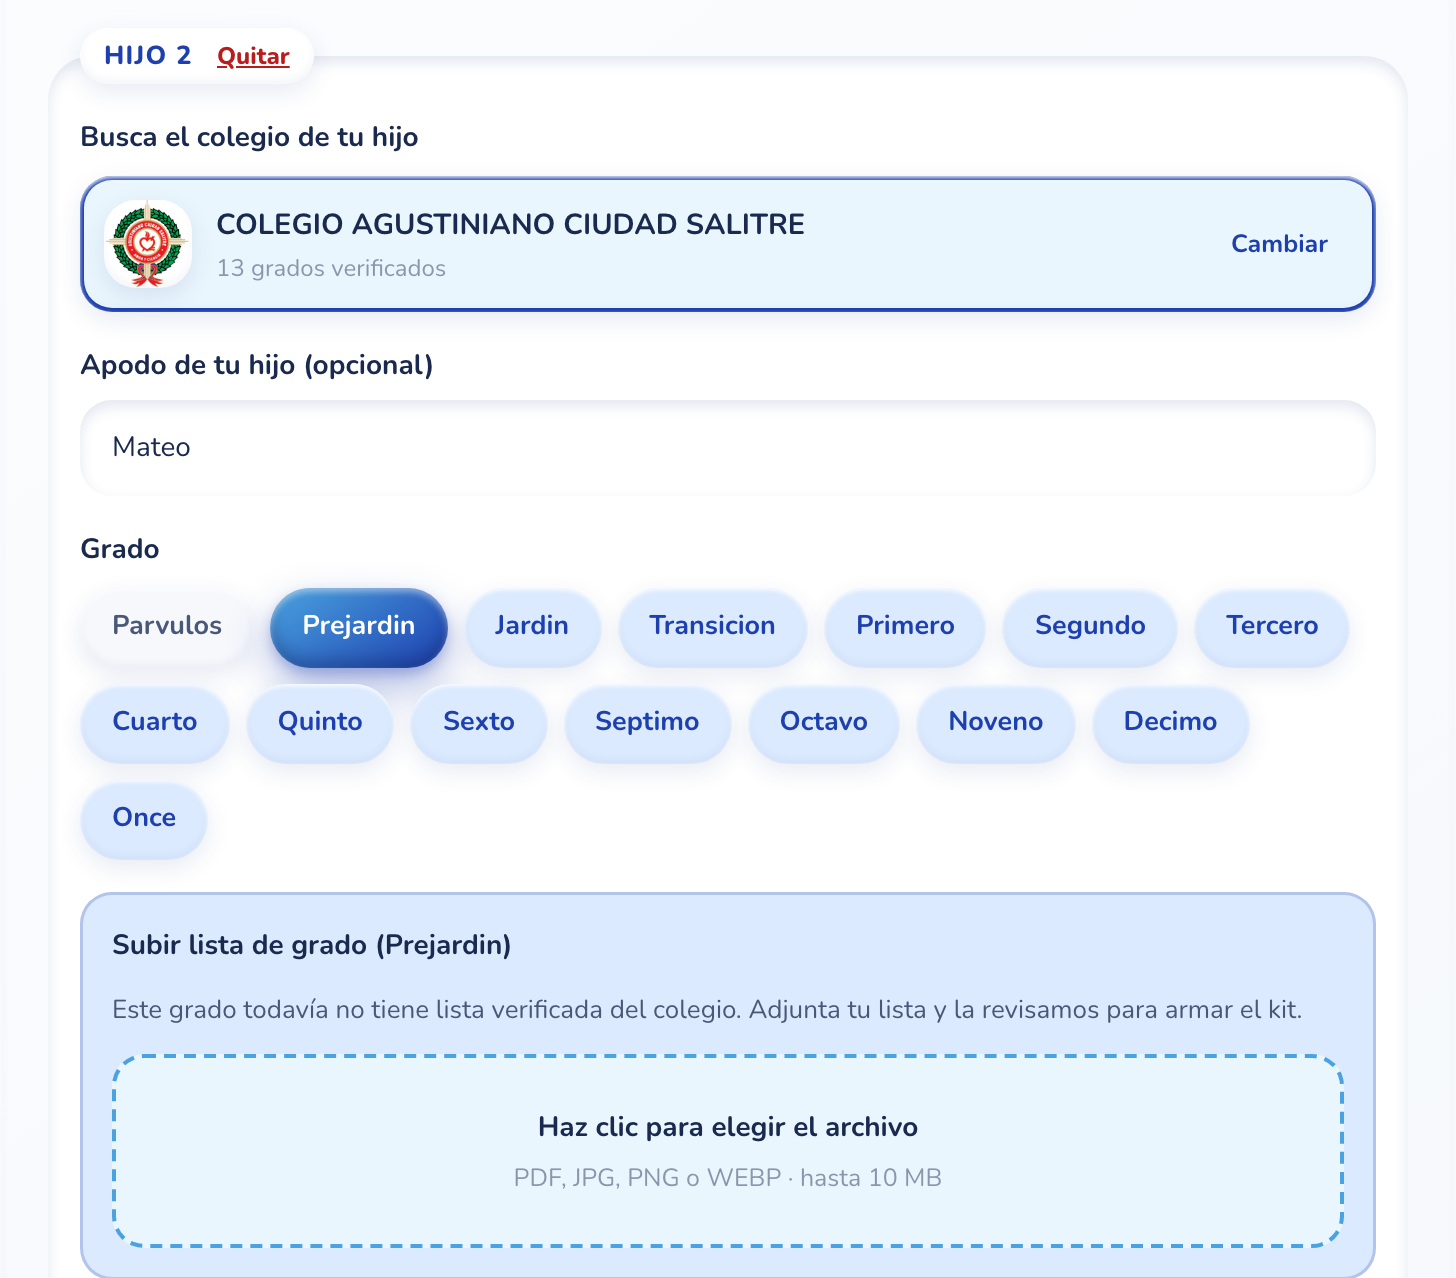 HIJO 2 Quitar
Busca el colegio de tu hijo
COLEGIO AGUSTINIANO CIUDAD SALITRE
13 grados verificados
Cambiar
Apodo de tu hijo (opcional)
Mateo
Grado
Parvulos Prejardin Jardin Transicion Primero Segundo Tercero
Cuarto Quinto Sexto Septimo Octavo Noveno Decimo
Once
Subir lista de grado (Prejardin)
Este grado todavía no tiene lista verificada del colegio. Adjunta tu lista y la revisamos para armar el kit.
Haz clic para elegir el archivo
PDF, JPG, PNG o WEBP · hasta 10 MB